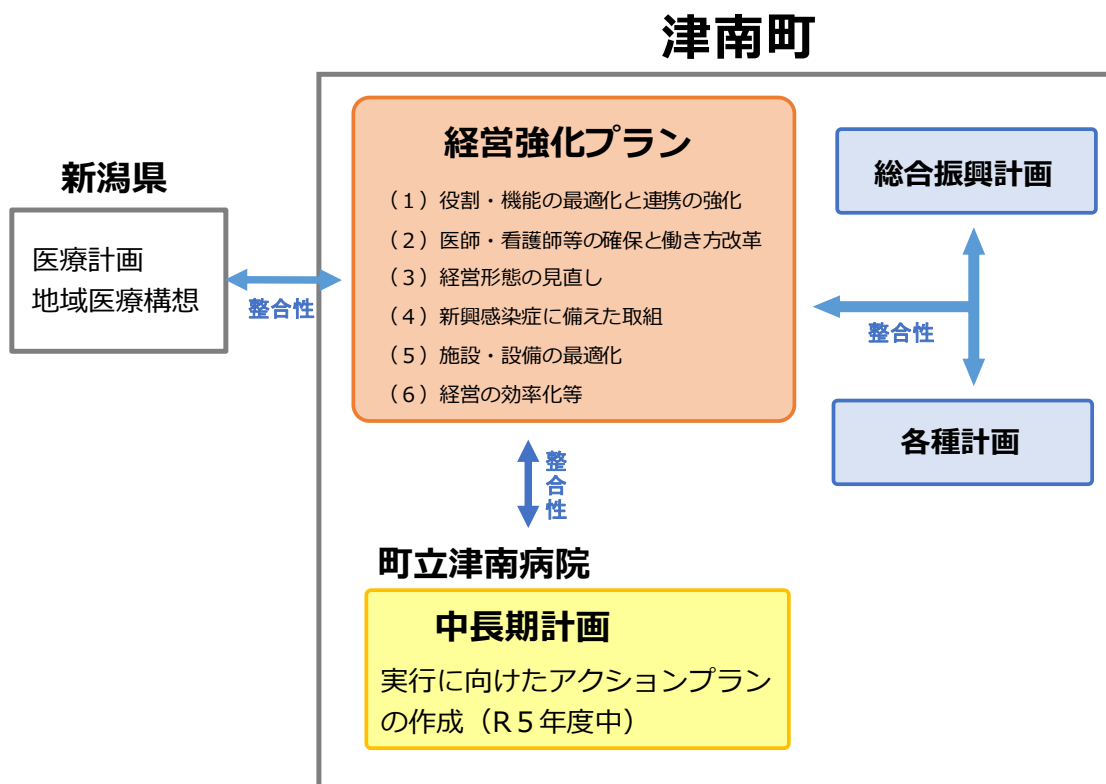 津南町
新潟県
医療計画
地域医療構想
整合性
経営強化プラン
（１）役割・機能の最適化と連携の強化
（２）医師・看護師等の確保と働き方改革
（３）経営形態の見直し
（４）新興感染症に備えた取組
（５）施設・設備の最適化
（６）経営の効率化等
総合振興計画
整合性
各種計画
整合性
町立津南病院
中長期計画
実行に向けたアクションプラン
の作成（R５年度中）